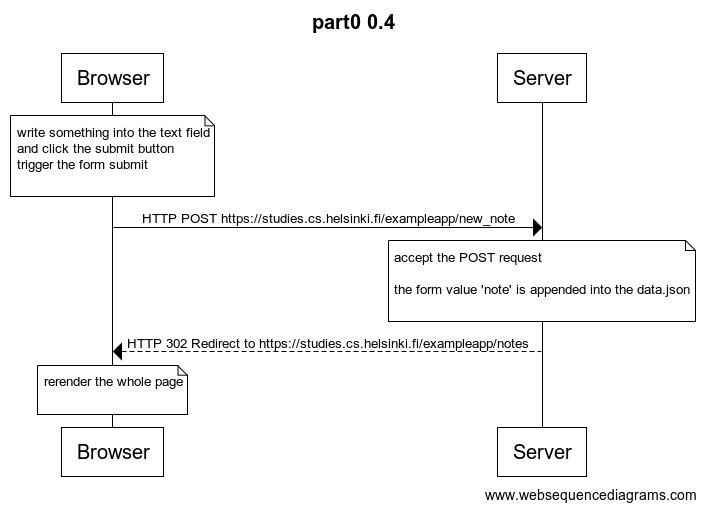 part0 0.4
Browser
Server
write something into the text field
and click the submit button
trigger the form submit
HTTP POST https://studies.cs.helsinki.fi/exampleapp/new_note
accept the POST request
the form value 'note' is appended into the data.json
HTTP 302 Redirect to https://studies.cs.helsinki.fi/exampleapp/notes
rerender the whole page
Browser
Server
www.websequencediagrams.com